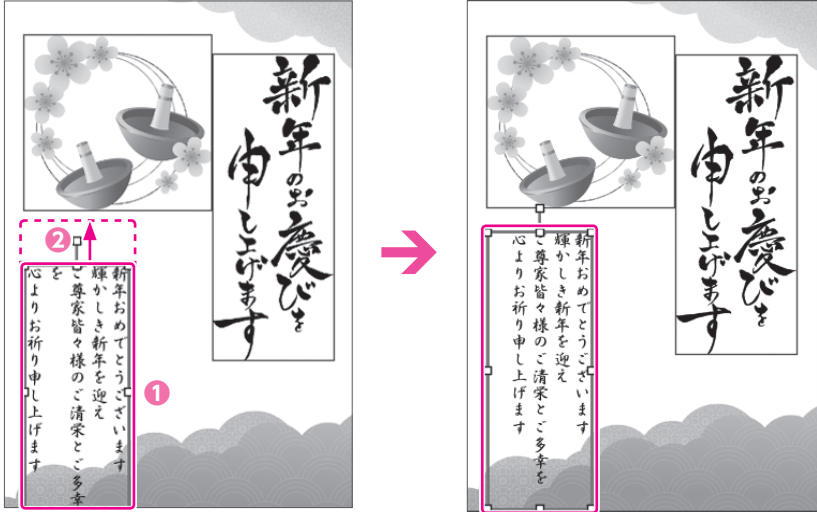 新年のお慶びを
申し上げます
新年おめでとうございます
輝かしき新年を迎え
ご尊家皆々様のご清栄とご多幸
を
心よりお祈り申し上げます
❷
❶
新年のお慶びを
申し上げます
新年おめでとうございます
輝かしき新年を迎え
ご尊家皆々様のご清栄とご多幸を
心よりお祈り申し上げます